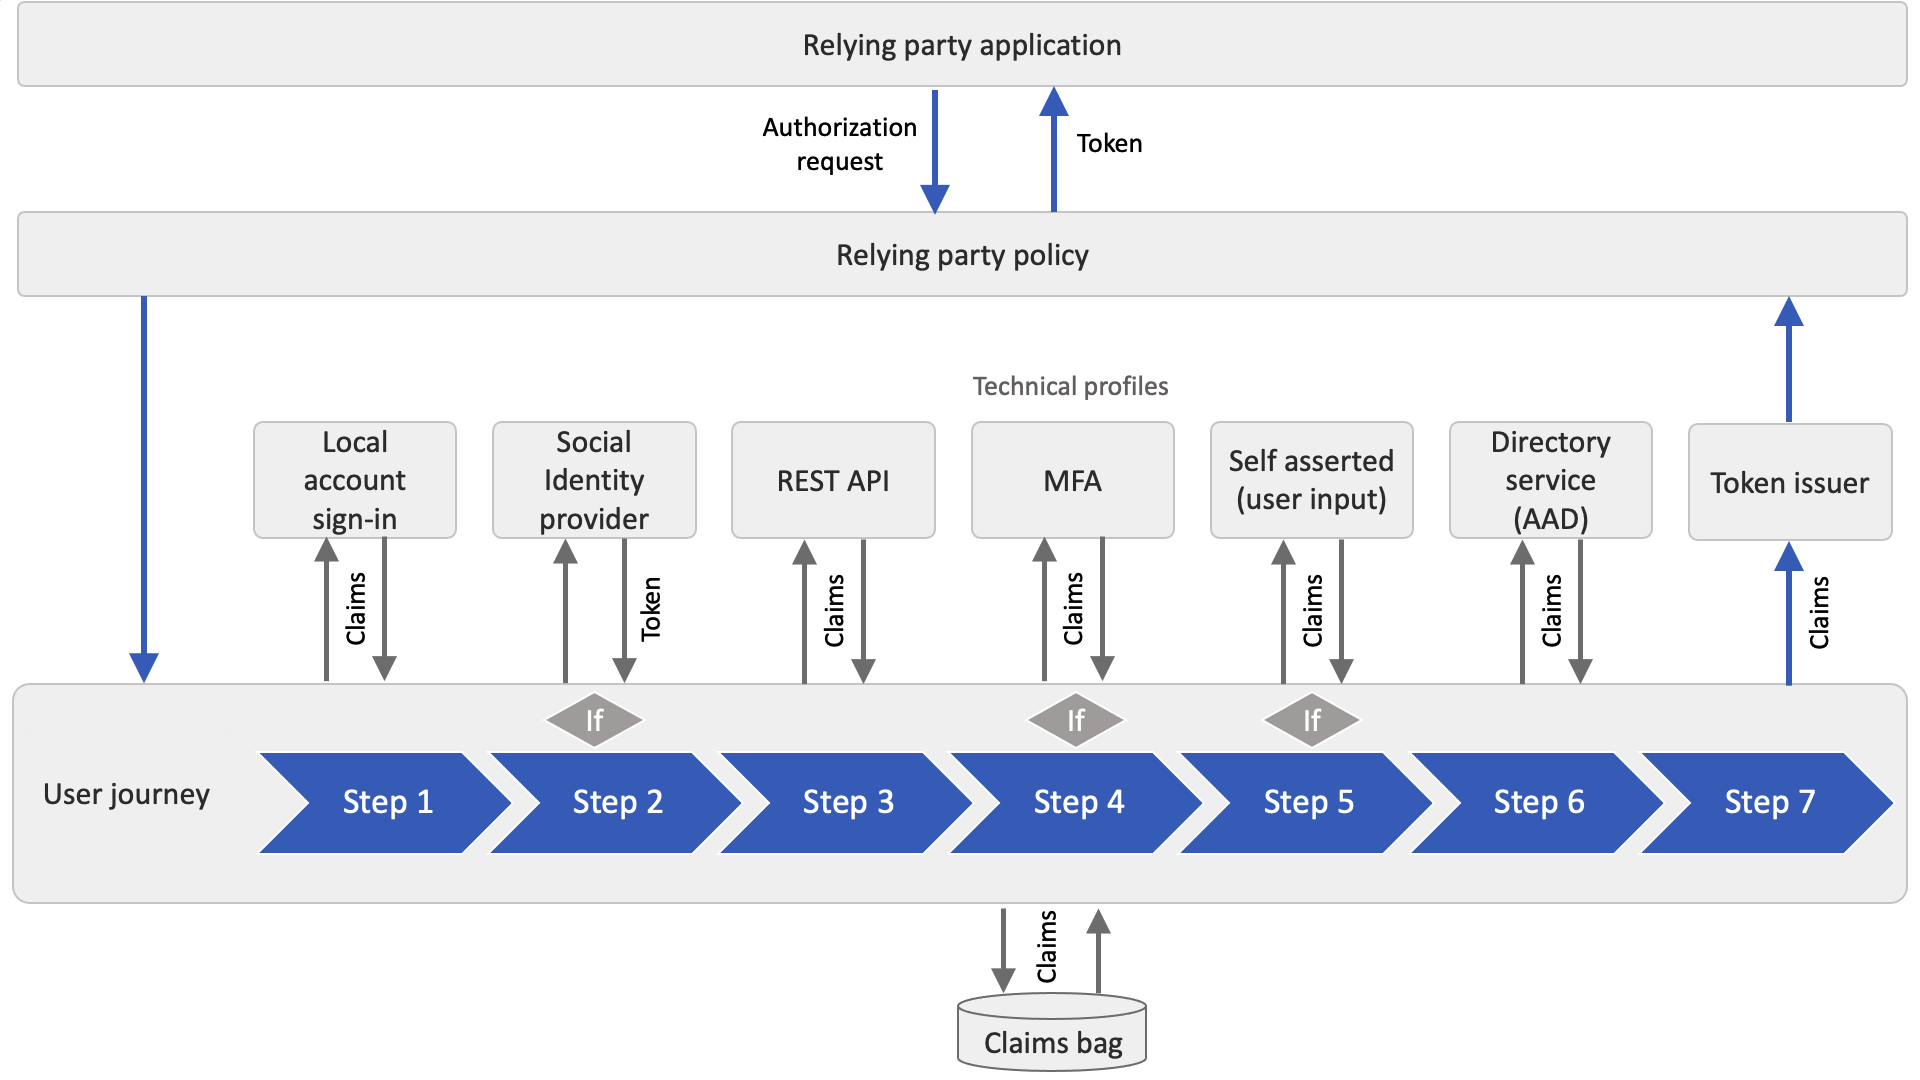 Relying party application
Authorization
request
Token
Relying party policy
Technical profiles
Local
account
sign-in
Social
Identity
provider
REST API
MFA
Self asserted
(user input)
Directory
service
(AAD)
Token issuer
Claims
Token
Claims
Claims
Claims
Claims
Claims
If
If
If
User journey
Step 1
Step 2
Step 3
Step 4
Step 5
Step 6
Step 7
Claims
Claims bag